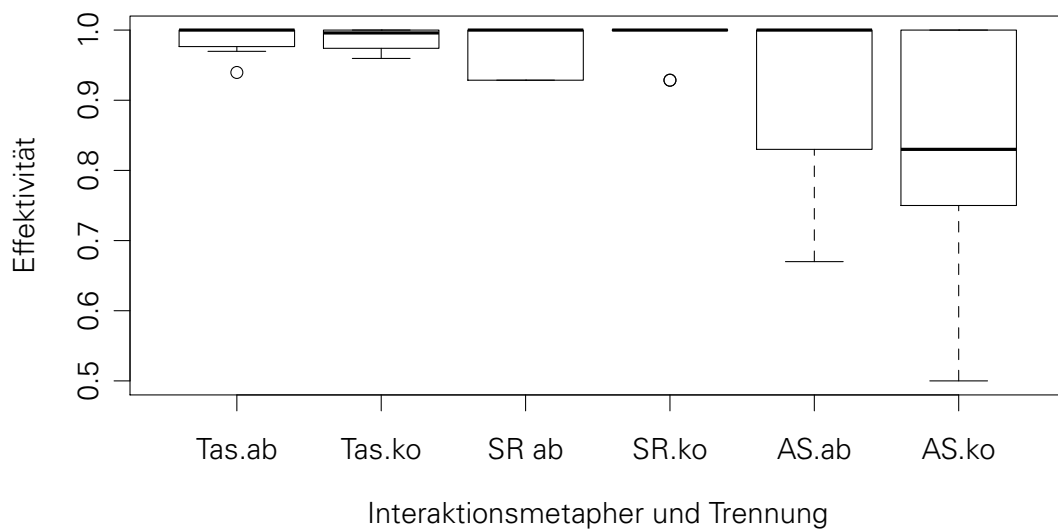 Effektivität
1.0
0.9
0.8
0.7
0.6
0.5
Tas.ab Tas.ko SR ab SR.ko AS.ab AS.ko
Interaktionsmetapher und Trennung